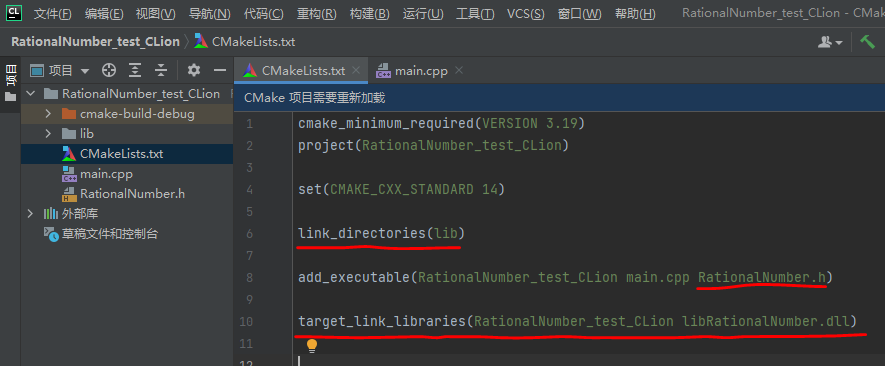 CL 文件(F) 编辑(E) 视图(V) 导航(N) 代码(C) 重构(R) 构建(B) 运行(U) 工具(T) VCS(S) 窗口(W) 帮助(H) RationalNumber_test_CLion - CMa
RationalNumber_test_CLion CMakeLists.txt
项目
项目
CMakeLists.txt main.cpp
RationalNumber_test_CLion
cmake-build-debug
lib
CMakeLists.txt
main.cpp
RationalNumber.h
外部库
草稿文件和控制台
CMake 项目需要重新加载
1 cmake_minimum_required(VERSION 3.19)
2 project(RationalNumber_test_CLion)
3
4 set(CMAKE_CXX_STANDARD 14)
5
6 link_directories(lib)
7
8 add_executable(RationalNumber_test_CLion main.cpp RationalNumber.h)
9
10 target_link_libraries(RationalNumber_test_CLion libRationalNumber.dll)
11
12